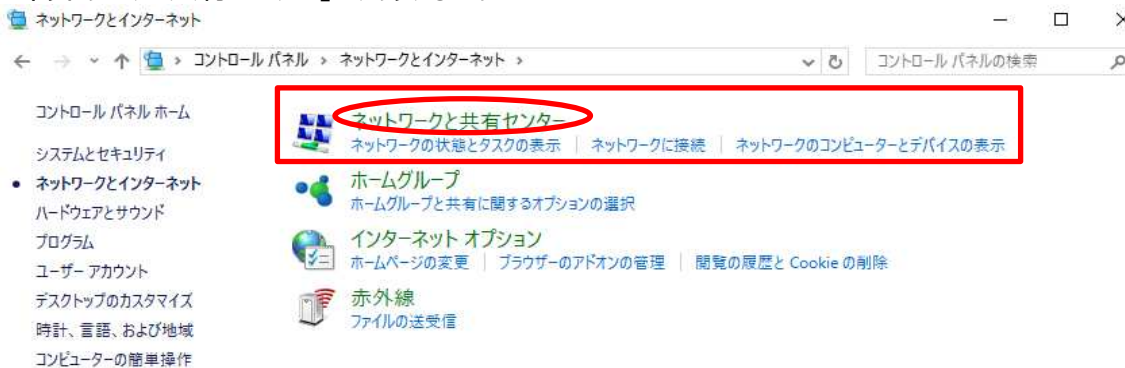 ネットワークとインターネット
コントロール パネル › ネットワークとインターネット ›
コントロール パネルの検索
コントロール パネル ホーム
システムとセキュリティ
ネットワークとインターネット
ハードウェアとサウンド
プログラム
ユーザー アカウント
デスクトップのカスタマイズ
時計、言語、および地域
コンピューターの簡単操作
ネットワークと共有センター
ネットワークの状態とタスクの表示 | ネットワークに接続 | ネットワークのコンピューターとデバイスの表示
ホームグループ
ホームグループと共有に関するオプションの選択
インターネット オプション
ホームページの変更 | ブラウザーのアドオンの管理 | 閲覧の履歴と Cookie の削除
赤外線
ファイルの送受信